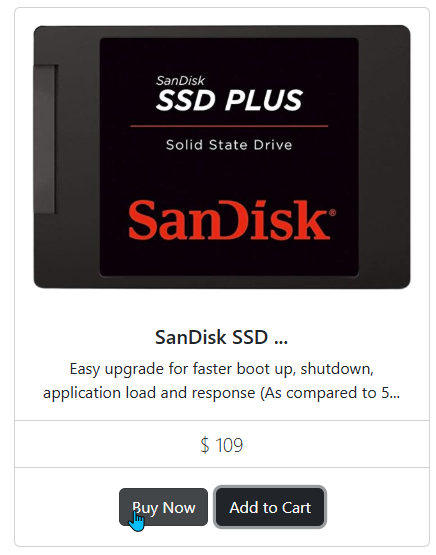 SanDisk
SSD PLUS
Solid State Drive
SanDisk®
SanDisk SSD ...
Easy upgrade for faster boot up, shutdown,
application load and response (As compared to 5...
$ 109
Buy Now Add to Cart